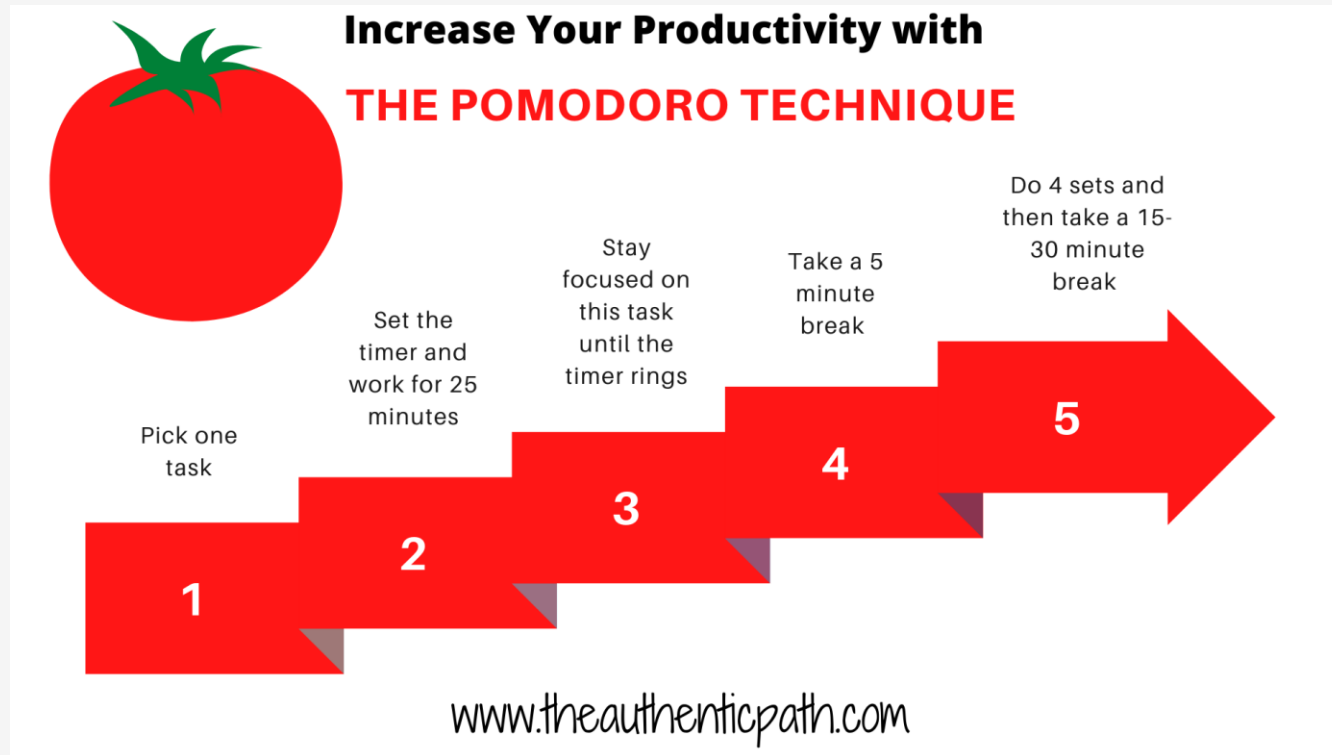 Increase Your Productivity with
THE POMODORO TECHNIQUE
Pick one
task
1
Set the
timer and
work for 25
minutes
2
Stay
focused on
this task
until the
timer rings
3
Take a 5
minute
break
4
Do 4 sets and
then take a 15-
30 minute
break
5
www.theauthenticpath.com